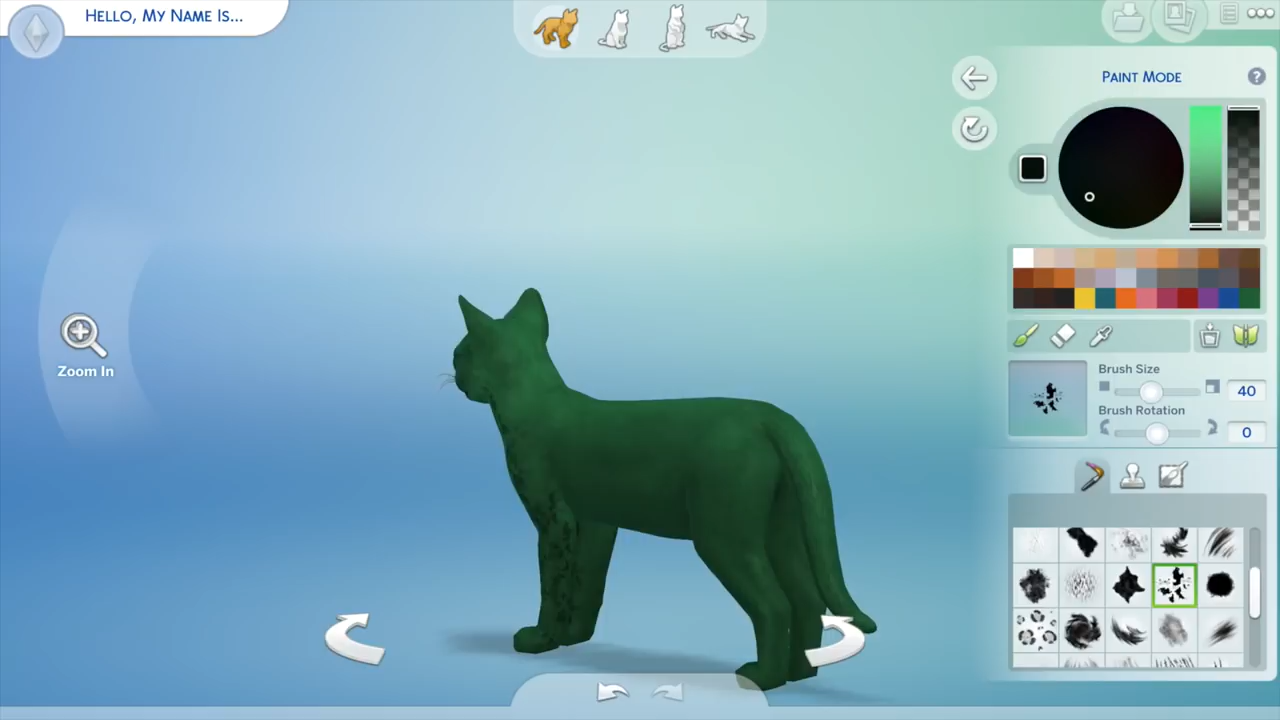 Hello, My Name Is...
Paint Mode
?
Zoom In
Brush Size
40
Brush Rotation
0